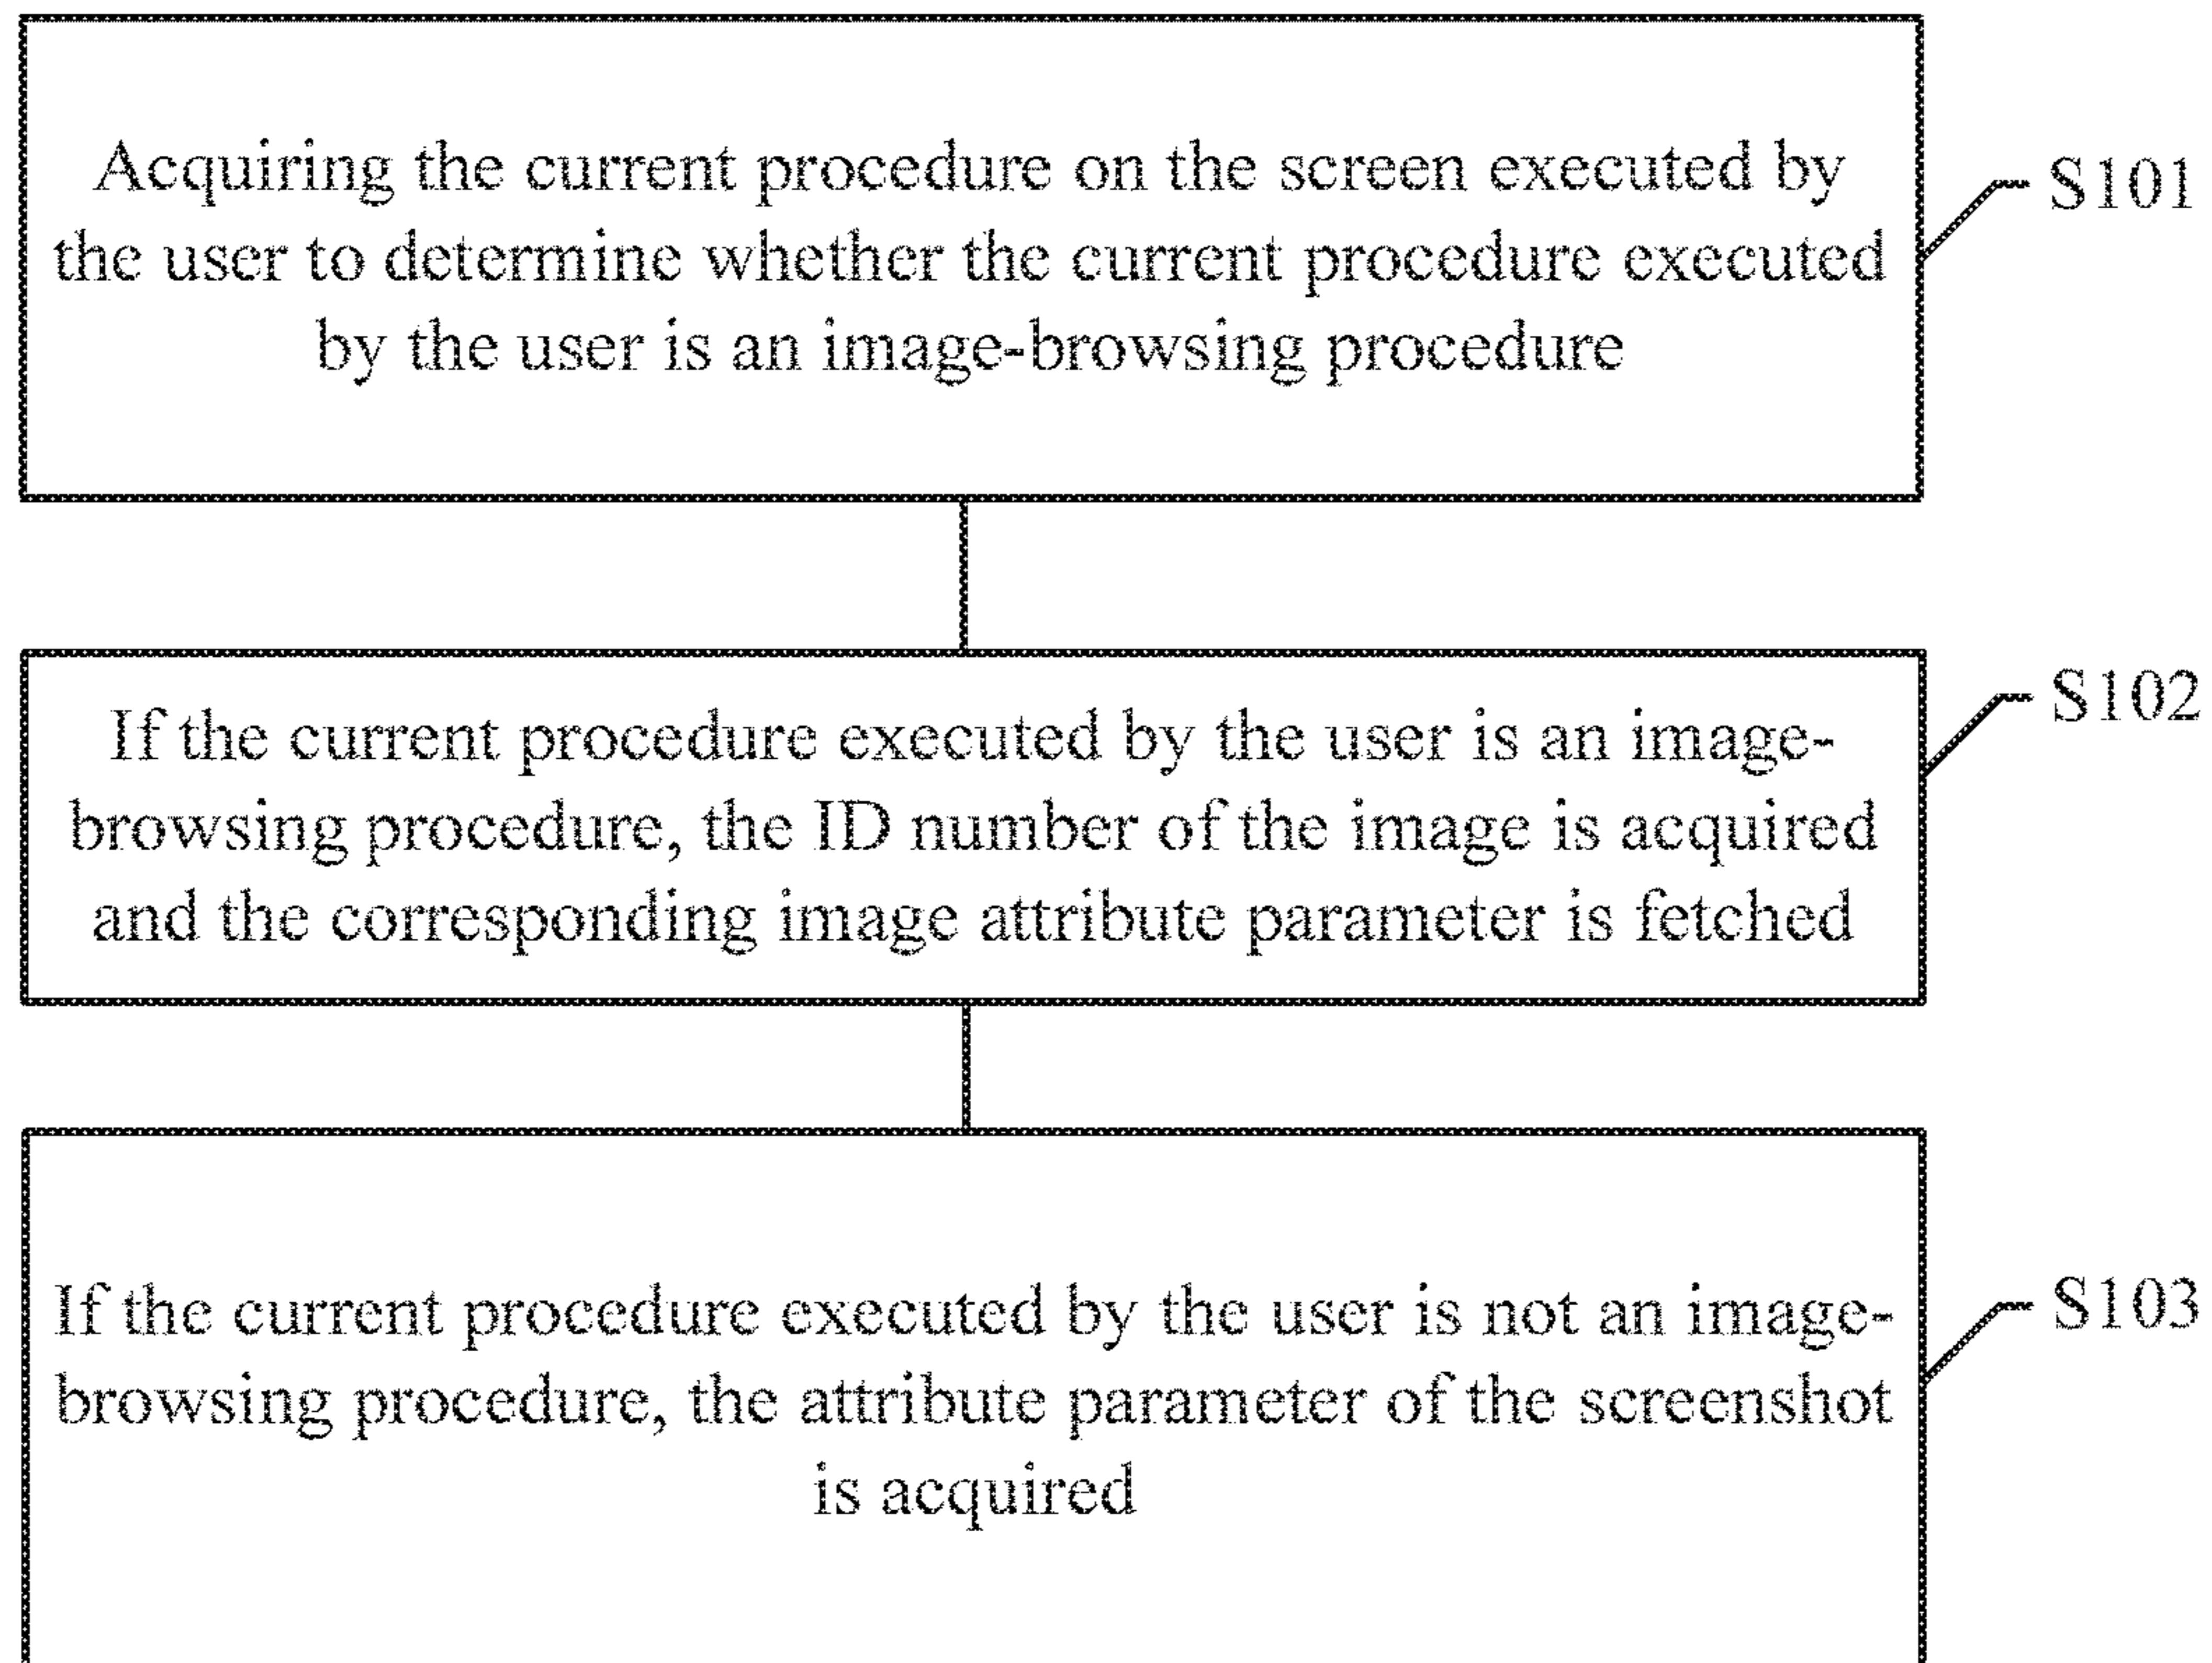 Acquiring the current procedure on the screen executed by
the user to determine whether the current procedure executed
by the user is an image-browsing procedure
S101
If the current procedure executed by the user is an image-
browsing procedure, the ID number of the image is acquired
and the corresponding image attribute parameter is fetched
S102
If the current procedure executed by the user is not an image-
browsing procedure, the attribute parameter of the screenshot
is acquired
S103